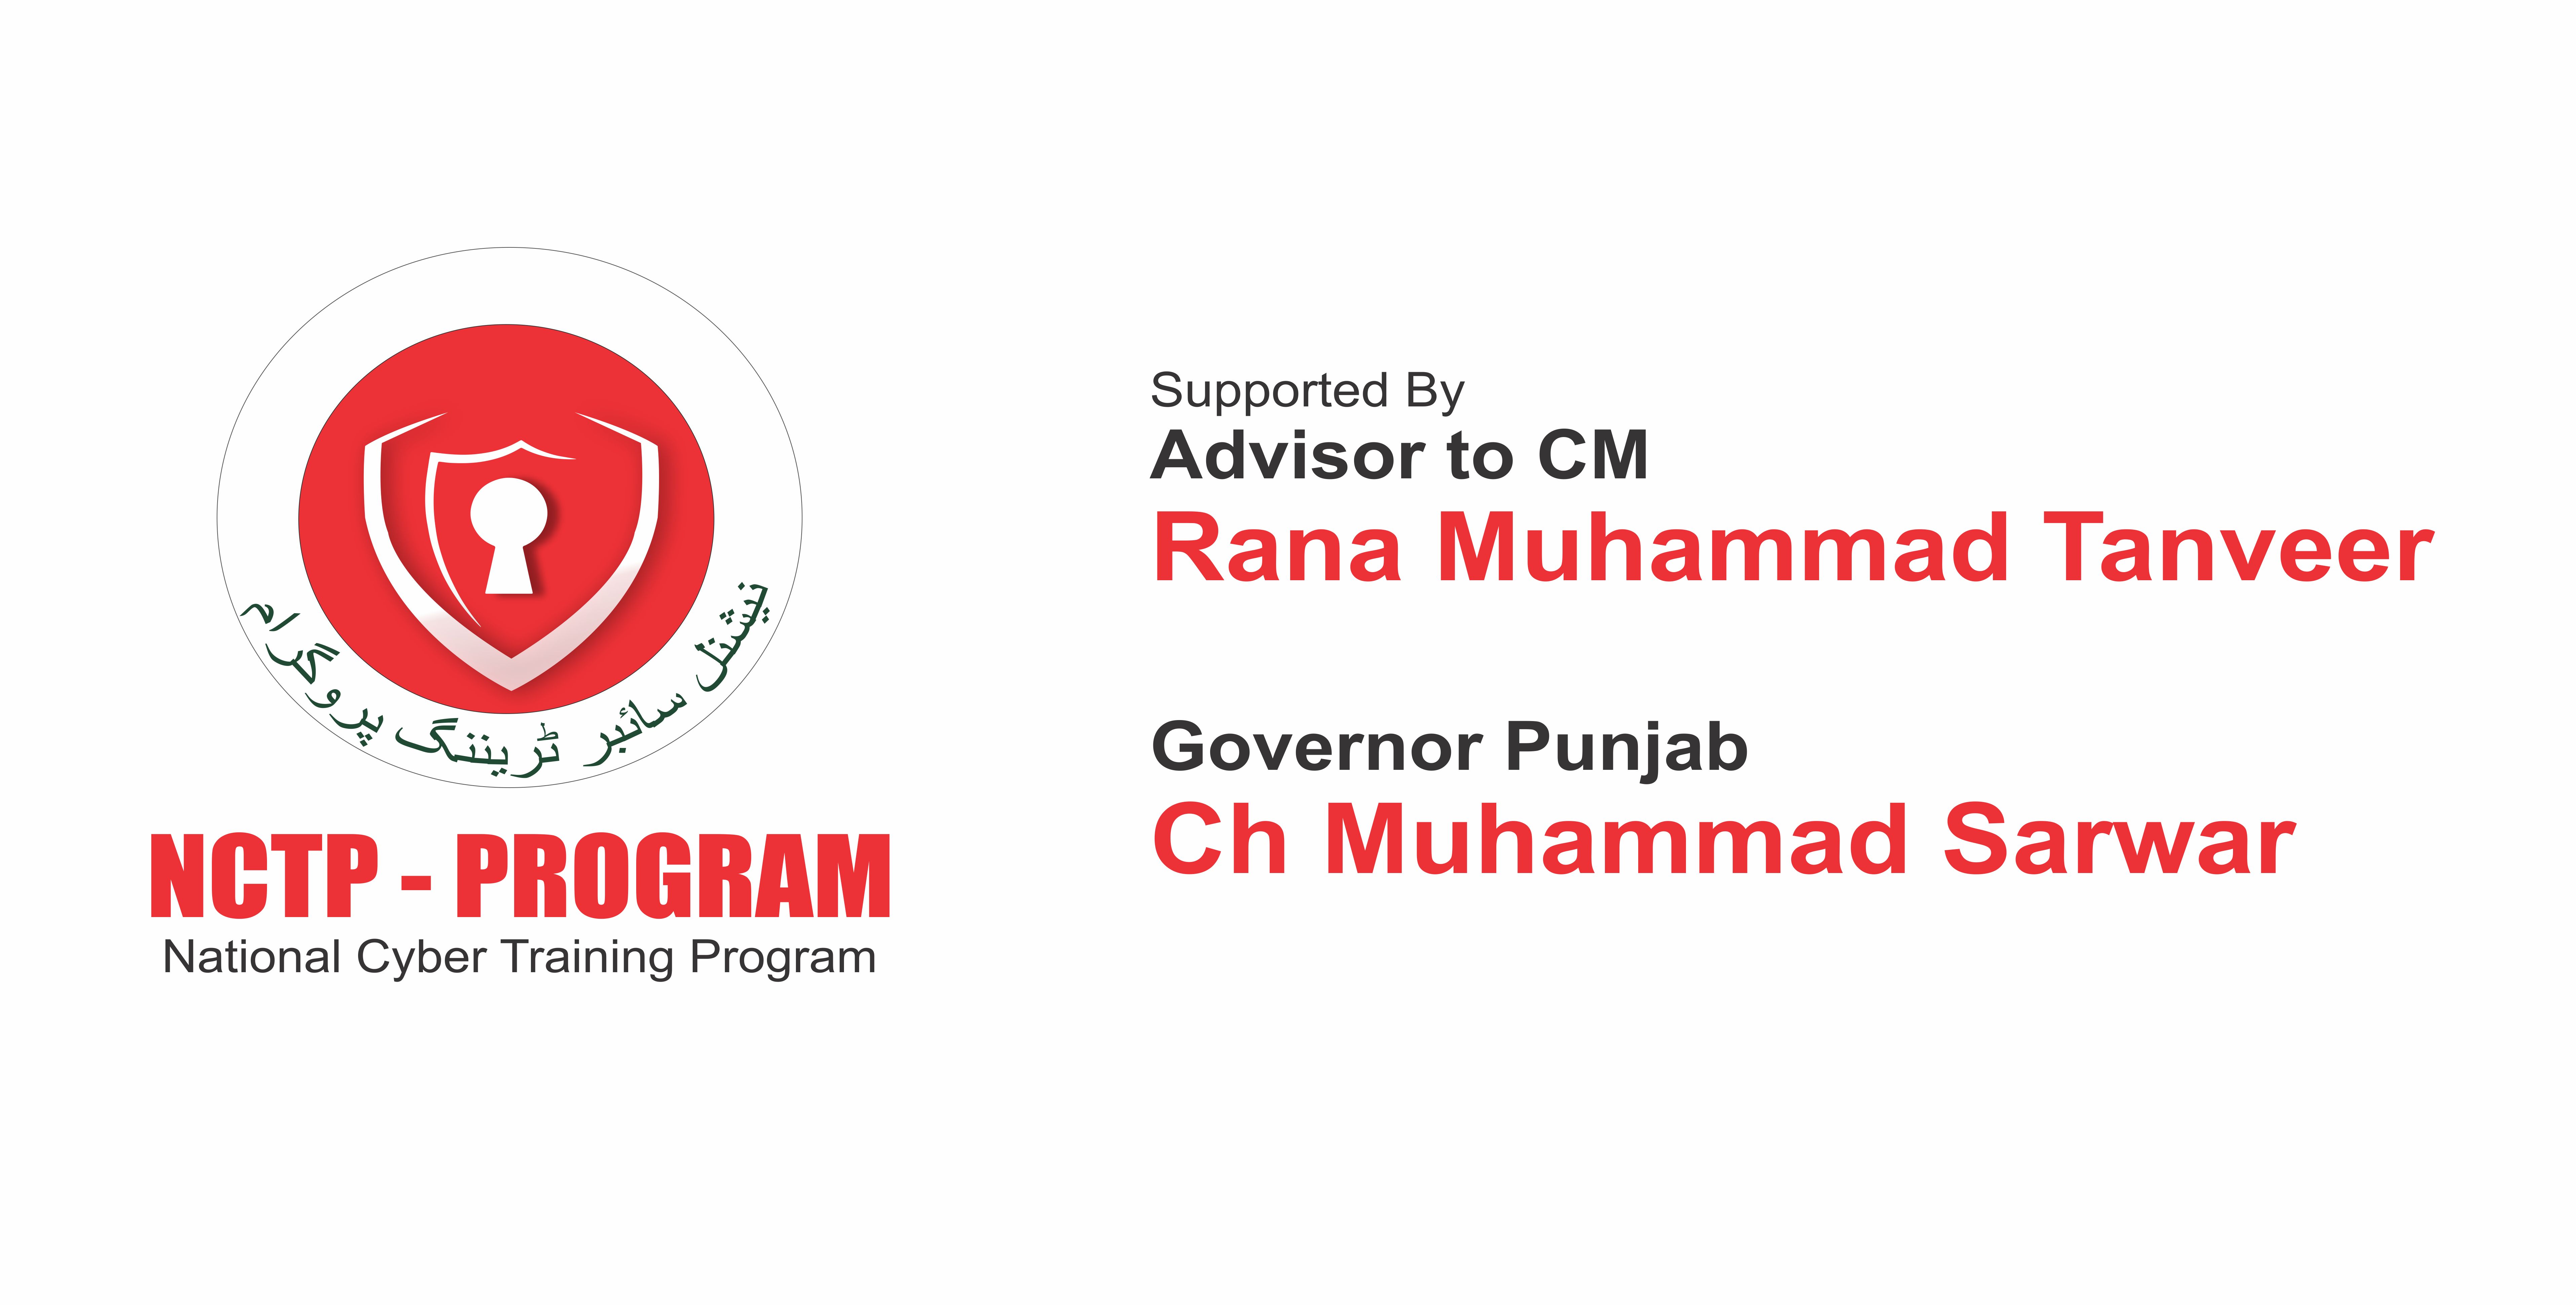 نیشنل سائبر ٹریننگ پروگرام
NCTP - PROGRAM
National Cyber Training Program
Supported By
Advisor to CM
Rana Muhammad Tanveer
Governor Punjab
Ch Muhammad Sarwar